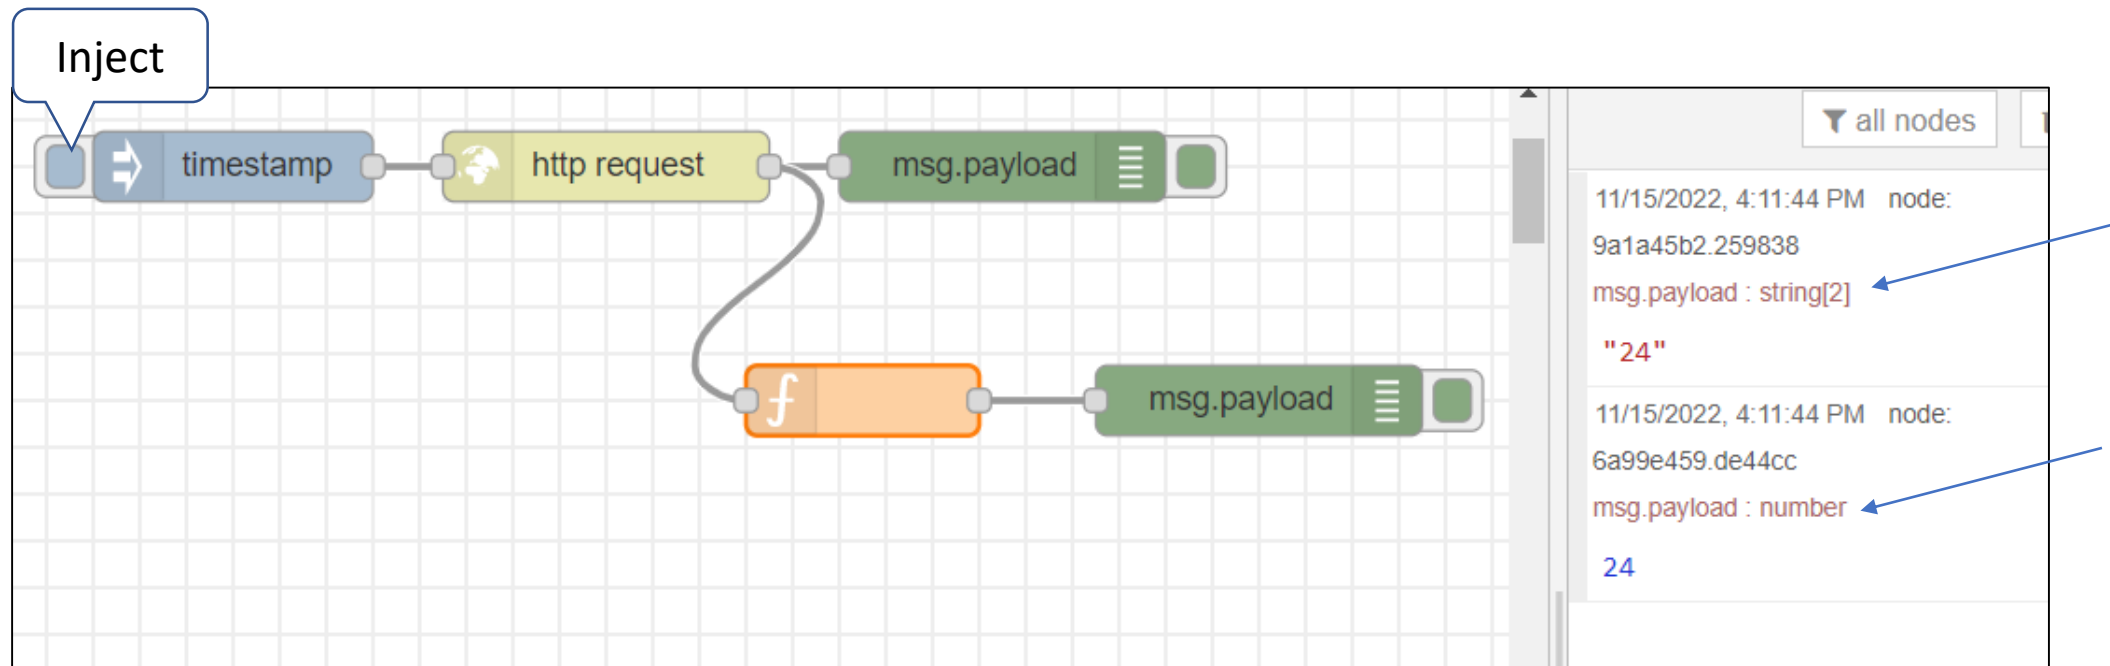 Inject
timestamp
http request
msg.payload
msg.payload
all nodes
11/15/2022, 4:11:44 PM node:
9a1a45b2.259838
msg.payload : string[2]
"24"
11/15/2022, 4:11:44 PM node:
6a99e459.de44cc
msg.payload : number
24